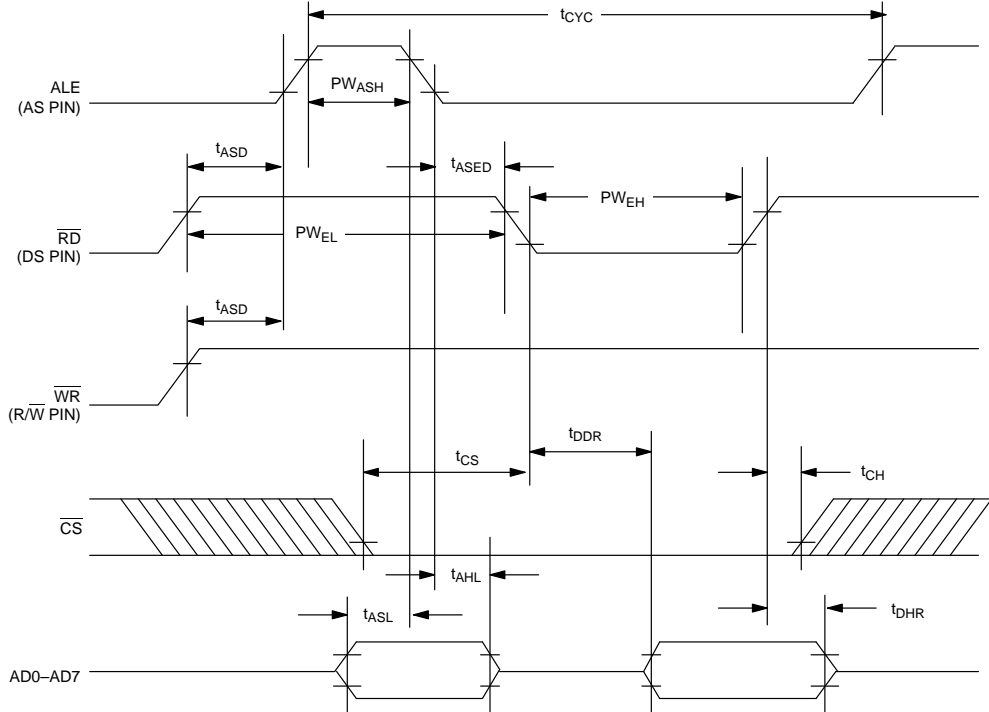 tCYC
ALE
(AS PIN)
PWASH
tASD
tASED
PWEH
RD
(DS PIN)
PWEL
tASD
WR
(R/W PIN)
tDDR
tCS
tCH
CS
tAHL
tASL
tDHR
AD0–AD7